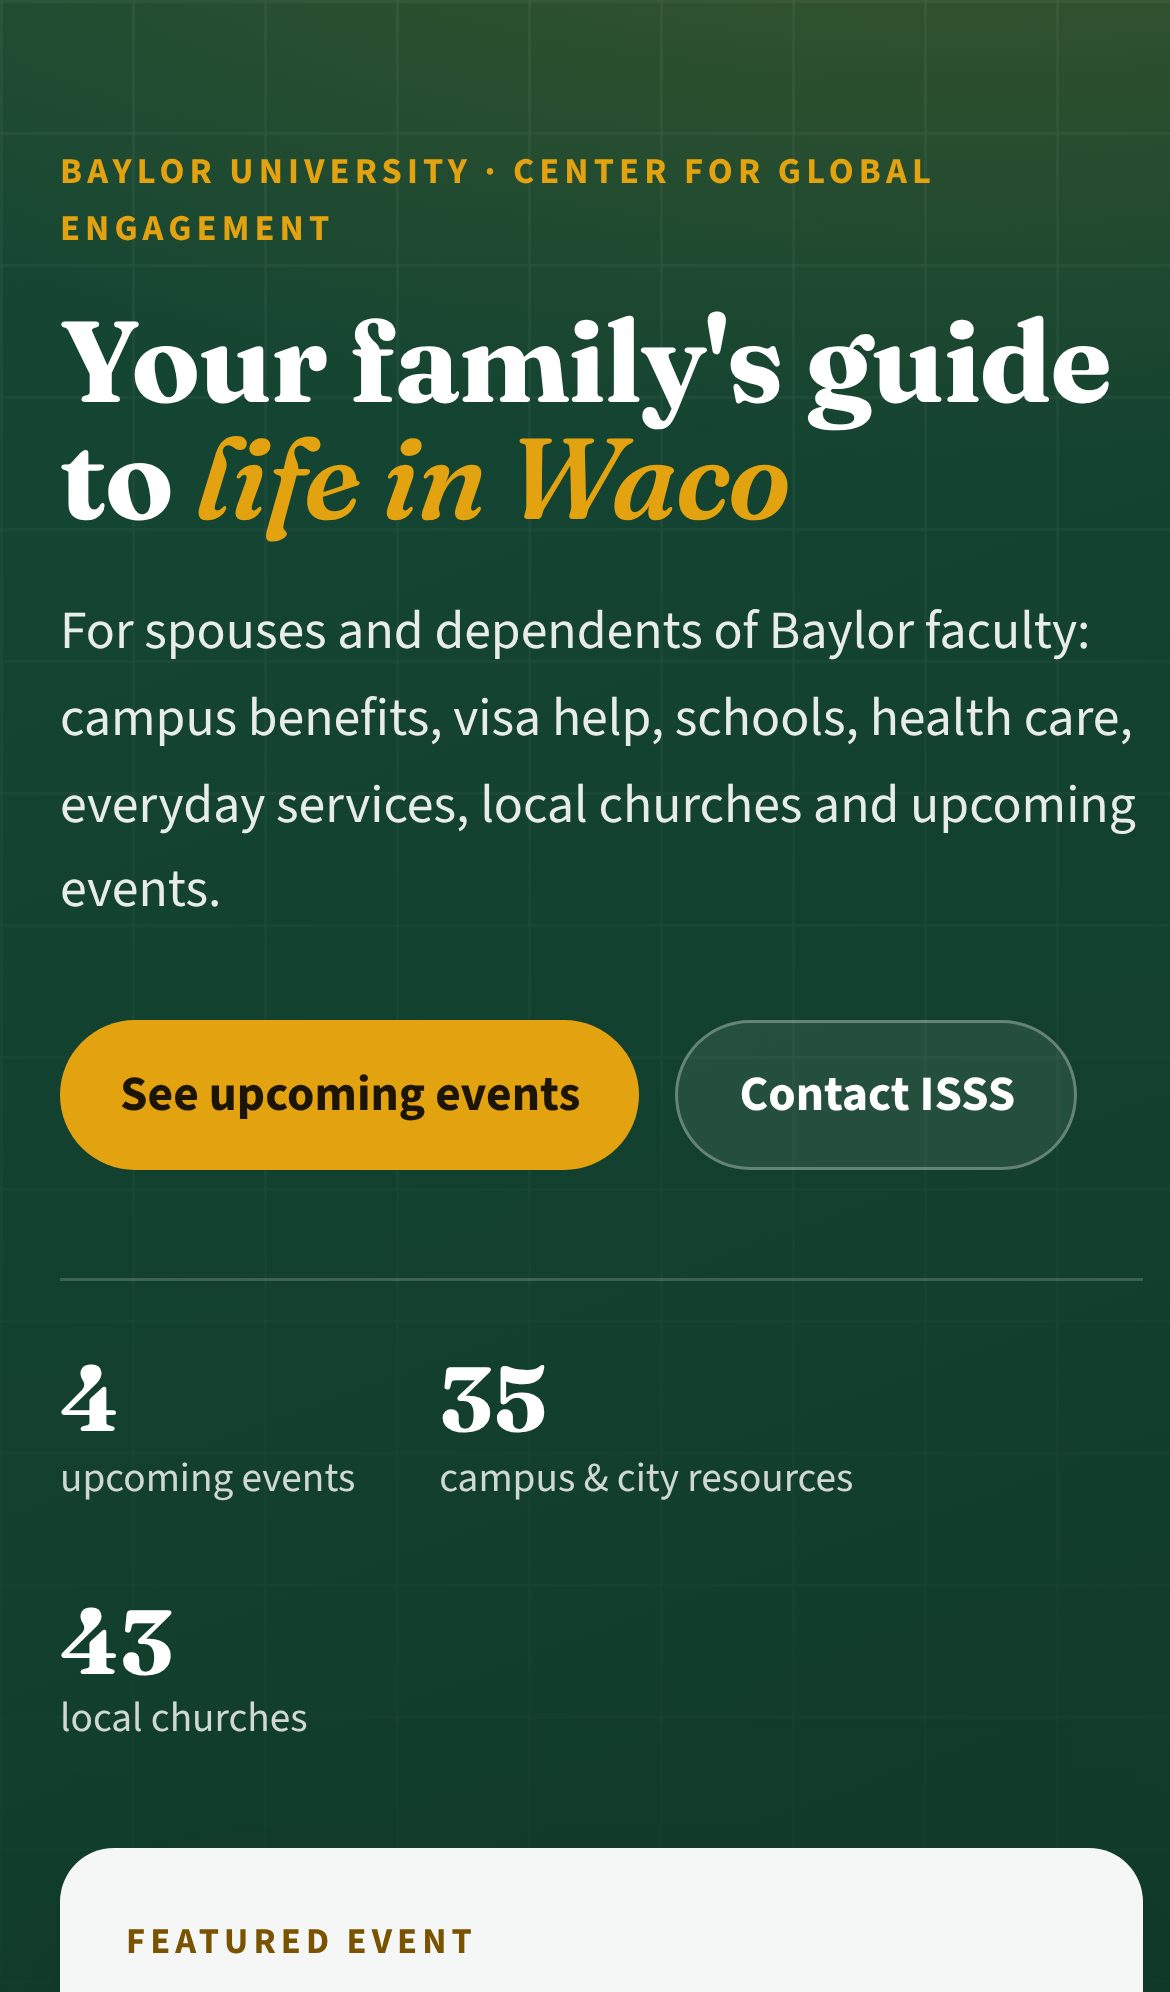 BAYLOR UNIVERSITY · CENTER FOR GLOBAL
ENGAGEMENT
Your family's guide
to life in Waco
For spouses and dependents of Baylor faculty:
campus benefits, visa help, schools, health care,
everyday services, local churches and upcoming
events.
See upcoming events
Contact ISSS
4
upcoming events
35
campus & city resources
43
local churches
FEATURED EVENT